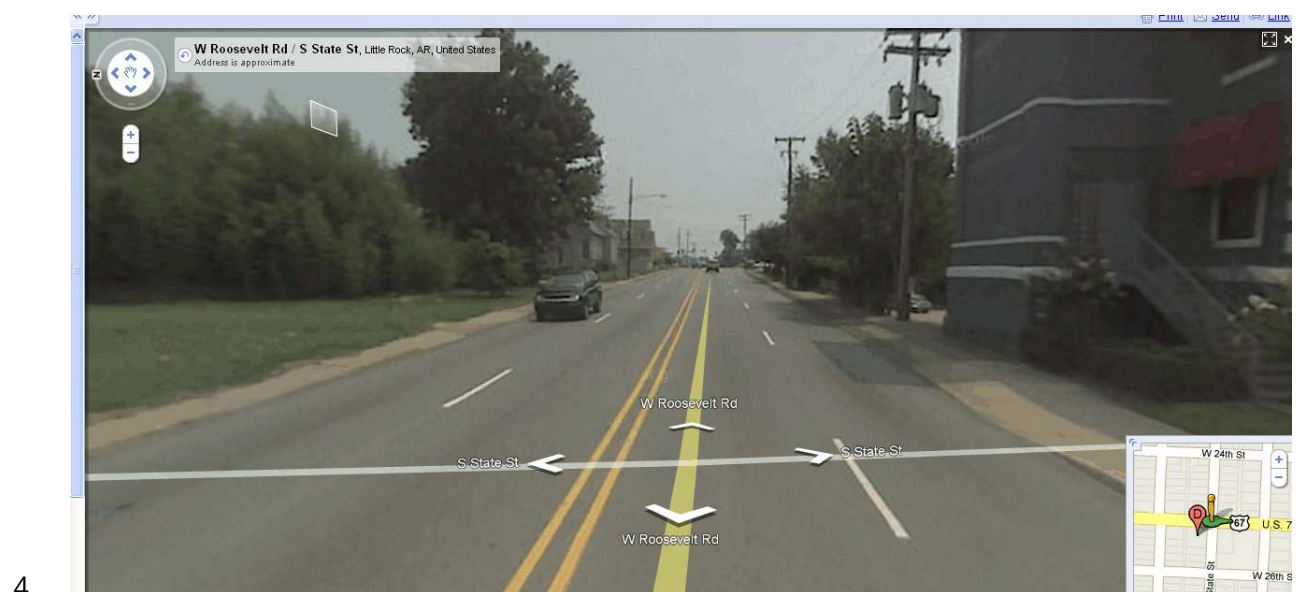 Print Send Link
W Roosevelt Rd / S State St, Little Rock, AR, United States
Address is approximate
N
W Roosevelt Rd
S State St
S State St
W Roosevelt Rd
W 24th St
D
67
U.S. 7
W 26th S
State St
4